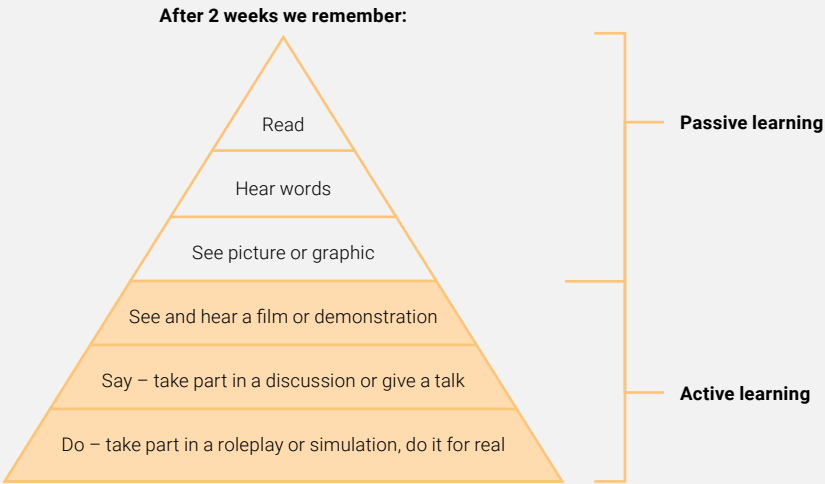 After 2 weeks we remember:
Read
Passive learning
Hear words
See picture or graphic
See and hear a film or demonstration
Say – take part in a discussion or give a talk
Active learning
Do – take part in a roleplay or simulation, do it for real